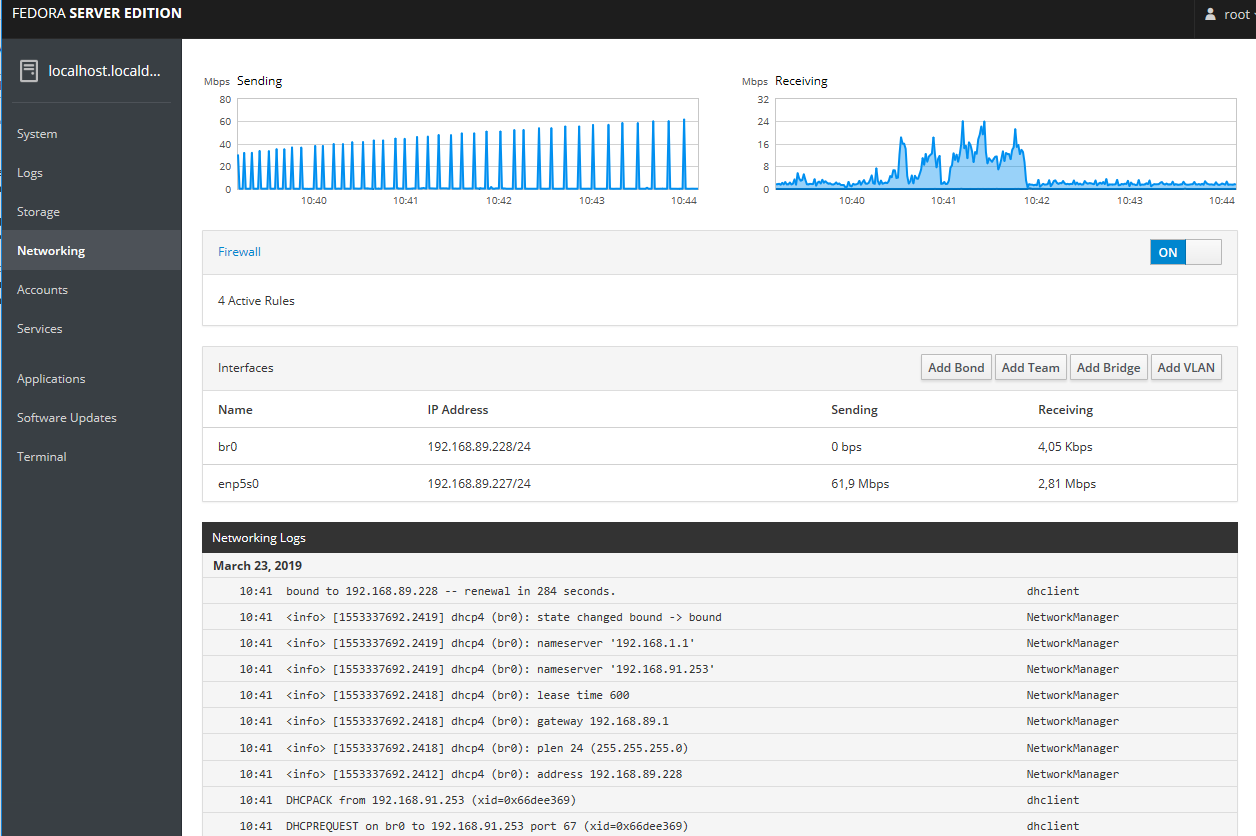 FEDORA SERVER EDITION
root
localhost.locald...
System
Logs
Storage
Networking
Accounts
Services
Applications
Software Updates
Terminal
Mbps Sending
80
60
40
20
0
10:40 10:41 10:42 10:43 10:44
Mbps Receiving
32
24
16
8
0
10:40 10:41 10:42 10:43 10:44
Firewall ON
4 Active Rules
Interfaces Add Bond Add Team Add Bridge Add VLAN
Name IP Address Sending Receiving
br0 192.168.89.228/24 0 bps 4,05 Kbps
enp5s0 192.168.89.227/24 61,9 Mbps 2,81 Mbps
Networking Logs
March 23, 2019
10:41 bound to 192.168.89.228 -- renewal in 284 seconds. dhclient
10:41 <info> [1553337692.2419] dhcp4 (br0): state changed bound -> bound NetworkManager
10:41 <info> [1553337692.2419] dhcp4 (br0): nameserver '192.168.1.1' NetworkManager
10:41 <info> [1553337692.2419] dhcp4 (br0): nameserver '192.168.91.253' NetworkManager
10:41 <info> [1553337692.2418] dhcp4 (br0): lease time 600 NetworkManager
10:41 <info> [1553337692.2418] dhcp4 (br0): gateway 192.168.89.1 NetworkManager
10:41 <info> [1553337692.2418] dhcp4 (br0): plen 24 (255.255.255.0) NetworkManager
10:41 <info> [1553337692.2412] dhcp4 (br0): address 192.168.89.228 NetworkManager
10:41 DHCPACK from 192.168.91.253 (xid=0x66dee369) dhclient
10:41 DHCPREQUEST on br0 to 192.168.91.253 port 67 (xid=0x66dee369) dhclient